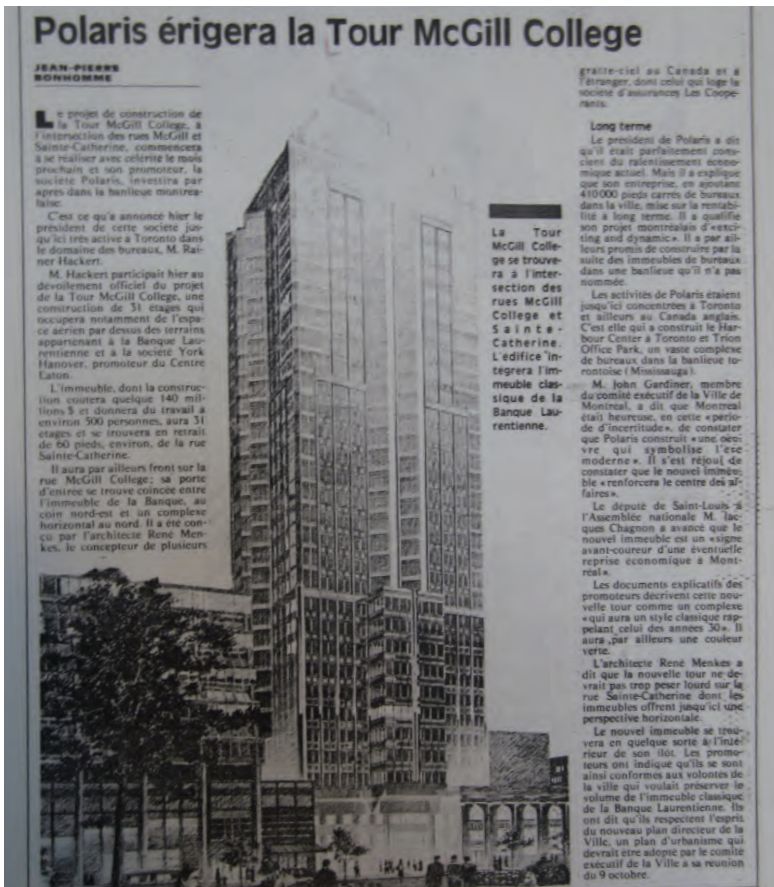 Polaris érigera la Tour McGill College
JEAN-PIERRE
BONHOMME
Le projet de construction de
la Tour McGill College, à
l'intersection des rues McGill et
Sainte-Catherine, commencera
à se réaliser avec célérité le mois
prochain et son promoteur, la
société Polaris, investira par
après dans la banlieue montréa-
laise.
C'est ce qu'a annoncé hier le
président de cette société jus-
qu'ici très active à Toronto dans
le domaine des bureaux, M. Rai-
ner Hackert.
M. Hackert participait hier au
dévoilement officiel du projet
de la Tour McGill College, une
construction de 31 étages qui
occupera notamment de l'espa-
ce aérien par dessus des terrains
appartenant à la Banque Lau-
rentienne et à la société York
Hanover, promoteur du Centre
Eaton.
L'immeuble, dont la construc-
tion coûtera quelque 140 mil-
lions $ et donnera du travail à
environ 500 personnes, aura 31
étages et se trouvera en retrait
de 60 pieds, environ, de la rue
Sainte-Catherine.
Il aura par ailleurs front sur la
rue McGill College; sa porte
d'entrée se trouve coincée entre
l'immeuble de la Banque, au
coin nord-est et un complexe
horizontal au nord. Il a été con-
çu par l'architecte René Men-
kes, le concepteur de plusieurs
La Tour
McGill Colle-
ge se trouve-
ra à l'inter-
section des
rues McGill
College et
Sainte-
Catherine.
L'édifice in-
tégrera l'im-
meuble clas-
sique de la
Banque Lau-
rentienne.
gratte-ciel au Canada et à
l'étranger, dont celui qui loge la
société d'assurances Les Coopé-
rants.
Long terme
Le président de Polaris a dit
qu'il était parfaitement cons-
cient du ralentissement écono-
mique actuel. Mais il a expliqué
que son entreprise, en ajoutant
410 000 pieds carrés de bureaux
dans la ville, mise sur la rentabi-
lité à long terme. Il a qualifié
son projet montréalais d'«exci-
ting and dynamic». Il a par ail-
leurs promis de construire par la
suite des immeubles de bureaux
dans une banlieue qu'il n'a pas
nommée.
Les activités de Polaris étaient
jusqu'ici concentrées à Toronto
et ailleurs au Canada anglais.
C'est elle qui a construit le Har-
bour Center à Toronto et Trion
Office Park, un vaste complexe
de bureaux dans la banlieue to-
rontoise (Mississauga).
M. John Gardiner, membre
du comité exécutif de la Ville de
Montréal, a dit que Montréal
était heureuse, en cette «pério-
de d'incertitude», de constater
que Polaris construit «une oeu-
vre qui symbolise l'ère
moderne». Il s'est réjoui de
constater que le nouvel immeu-
ble «renforcera le centre des af-
faires».
Le député de Saint-Louis à
l'Assemblée nationale M. Jac-
ques Chagnon a avancé que le
nouvel immeuble est un «signe
avant-coureur d'une éventuelle
reprise économique à Mont-
réal».
Les documents explicatifs des
promoteurs décrivent cette nou-
velle tour comme un complexe
«qui aura un style classique rap-
pelant celui des années 30». Il
aura par ailleurs une couleur
verte.
L'architecte René Menkes a
dit que la nouvelle tour ne de-
vrait pas trop peser lourd sur la
rue Sainte-Catherine dont les
immeubles offrent jusqu'ici une
perspective horizontale.
Le nouvel immeuble se trou-
vera en quelque sorte à l'inté-
rieur de son îlot. Les promo-
teurs ont indiqué qu'ils se sont
ainsi conformés aux volontés de
la ville qui voulait préserver le
volume de l'immeuble classique
de la Banque Laurentienne. Ils
ont dit qu'ils respectent l'esprit
du nouveau plan directeur de la
Ville, un plan d'urbanisme qui
devrait être adopté par le comité
exécutif de la Ville à sa réunion
du 9 octobre.